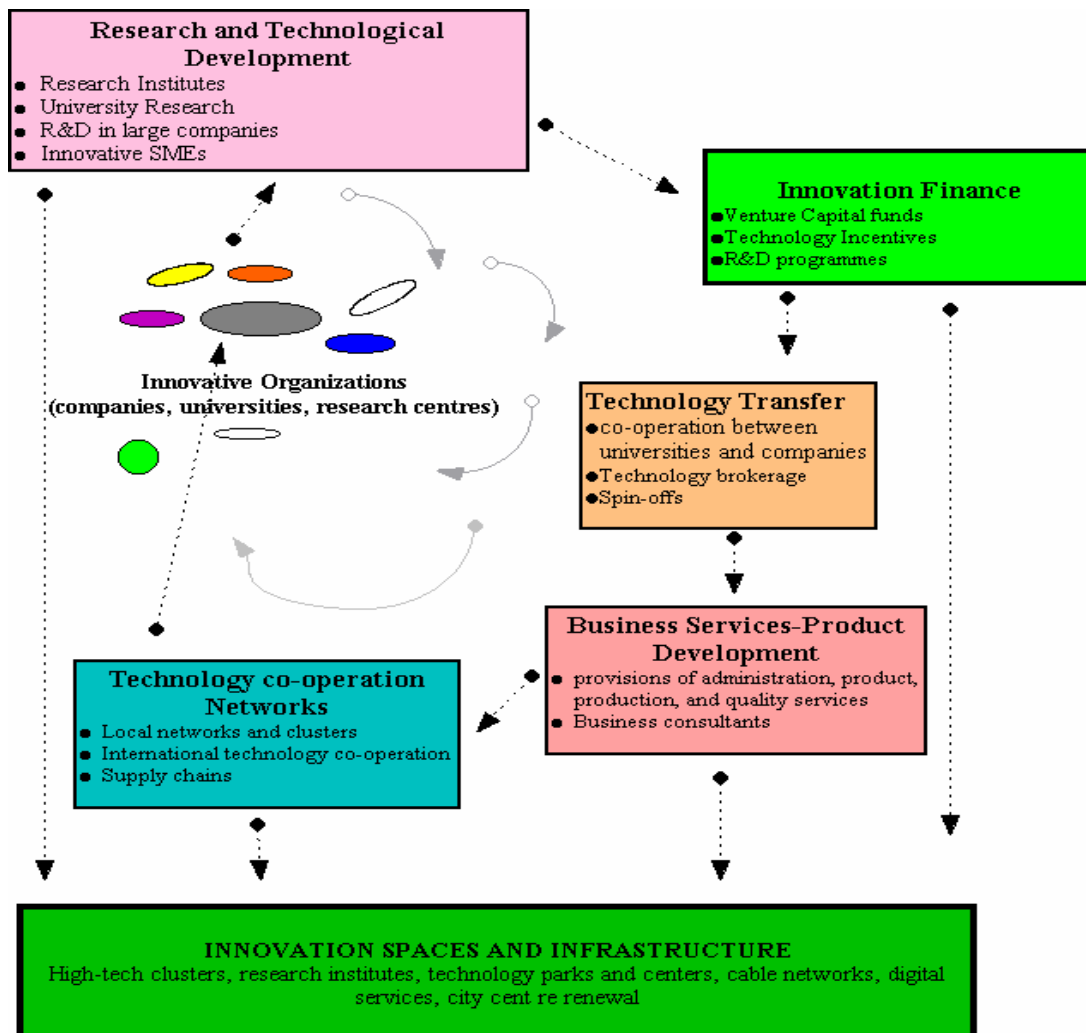 Research and Technological
Development
● Research Institutes
● University Research
● R&D in large companies
● Innovative SMEs
Innovation Finance
●Venture Capital funds
●Technology Incentives
●R&D programmes
Innovative Organizations
(companies, universities, research centres)
Technology Transfer
●co-operation between
universities and companies
●Technology brokerage
●Spin-offs
Business Services-Product
Development
● provisions of administration, product,
production, and quality services
● Business consultants
Technology co-operation
Networks
● Local networks and clusters
● International technology co-operation
● Supply chains
INNOVATION SPACES AND INFRASTRUCTURE
High-tech clusters, research institutes, technology parks and centers, cable networks, digital
services, city cent re renewal